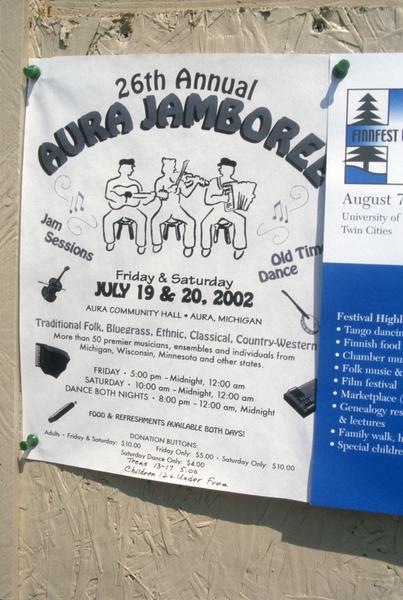 26th Annual
AURA JAMBOREE
Jam
Sessions
Old Time
Dance
Friday & Saturday
JULY 19 & 20, 2002
AURA COMMUNITY HALL • AURA, MICHIGAN
Traditional Folk, Bluegrass, Ethnic, Classical, Country-Western
More than 50 premier musicians, ensembles and individuals from
Michigan, Wisconsin, Minnesota and other states.
FRIDAY • 5:00 pm – Midnight, 12:00 am
SATURDAY • 10:00 am – Midnight, 12:00 am
DANCE BOTH NIGHTS • 8:00 pm – 12:00 am, Midnight
FOOD & REFRESHMENTS AVAILABLE BOTH DAYS!
DONATION BUTTONS:
Adults • Friday & Saturday: $10.00 Friday Only: $5.00 • Saturday Only: $10.00
Saturday Dance Only: $4.00
Teens 13-17 5.00
Children 12 & Under Free
FINNFEST
August 7
University of
Twin Cities
Festival Highl
• Tango dancin
• Finnish food
• Chamber mu
• Folk music &
• Film festival
• Marketplace (
• Genealogy res
& lectures
• Family walk, h
• Special childre